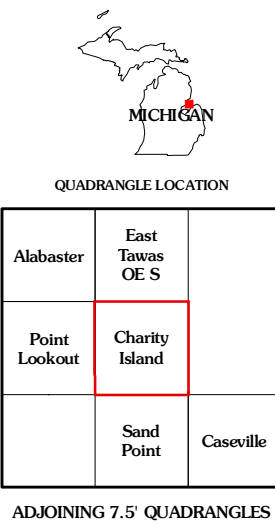 MICHIGAN
QUADRANGLE LOCATION
Alabaster
East
Tawas
OE S
Point
Lookout
Charity
Island
Sand
Point
Caseville
ADJOINING 7.5' QUADRANGLES